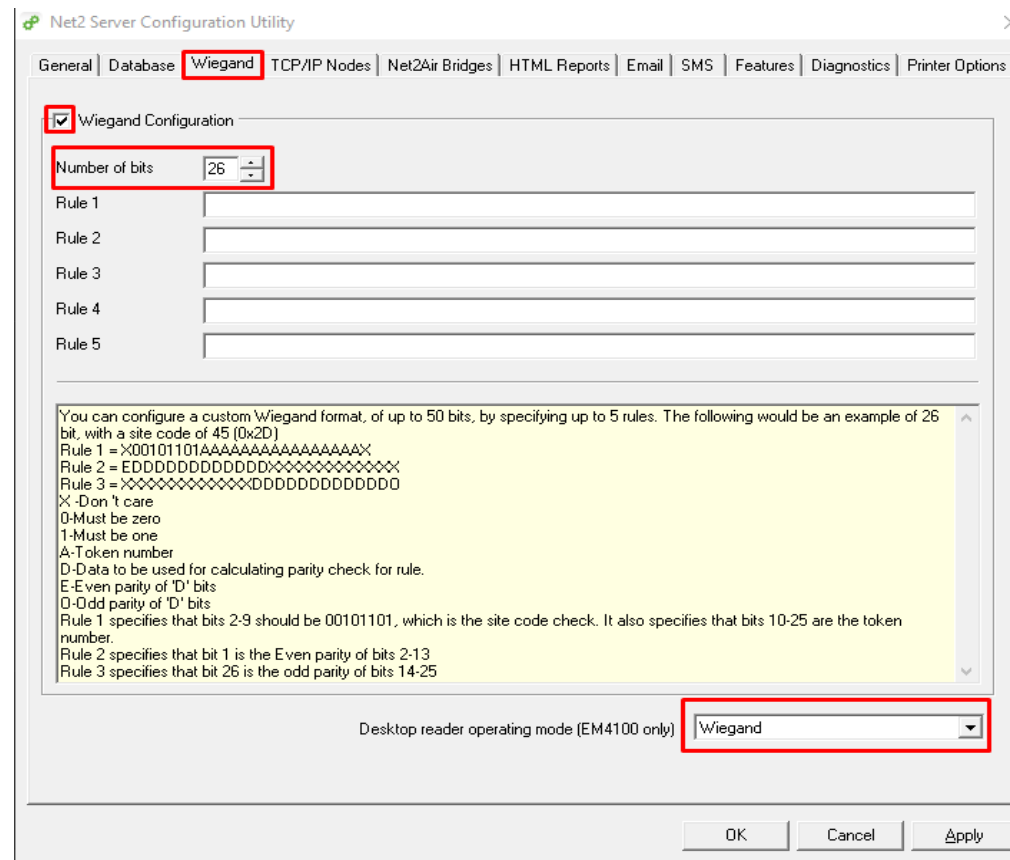 Net2 Server Configuration Utility
General Database Wiegand TCP/IP Nodes Net2Air Bridges HTML Reports Email SMS Features Diagnostics Printer Options
Wiegand Configuration
Number of bits 26
Rule 1
Rule 2
Rule 3
Rule 4
Rule 5
You can configure a custom Wiegand format, of up to 50 bits, by specifying up to 5 rules. The following would be an example of 26
bit, with a site code of 45 (0x2D)
Rule 1 = X00101101AAAAAAAAAAAAAAAAX
Rule 2 = EDDDDDDDDDDDDXXXXXXXXXXXXX
Rule 3 = XXXXXXXXXXXXXDDDDDDDDDDDDO
X -Don 't care
0-Must be zero
1-Must be one
A-Token number
D-Data to be used for calculating parity check for rule.
E-Even parity of 'D' bits
O-Odd parity of 'D' bits
Rule 1 specifies that bits 2-9 should be 00101101, which is the site code check. It also specifies that bits 10-25 are the token
number.
Rule 2 specifies that bit 1 is the Even parity of bits 2-13
Rule 3 specifies that bit 26 is the odd parity of bits 14-25
Desktop reader operating mode (EM4100 only) Wiegand
OK Cancel Apply